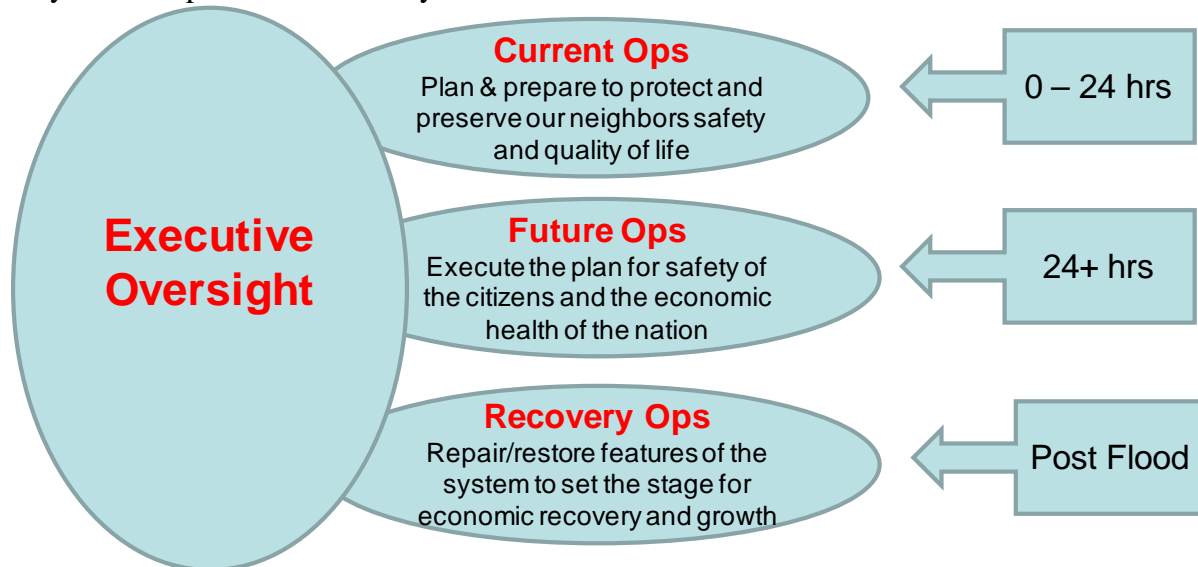 Executive
Oversight
Current Ops
Plan & prepare to protect and
preserve our neighbors safety
and quality of life
0 – 24 hrs
Future Ops
Execute the plan for safety of
the citizens and the economic
health of the nation
24+ hrs
Recovery Ops
Repair/restore features of the
system to set the stage for
economic recovery and growth
Post Flood